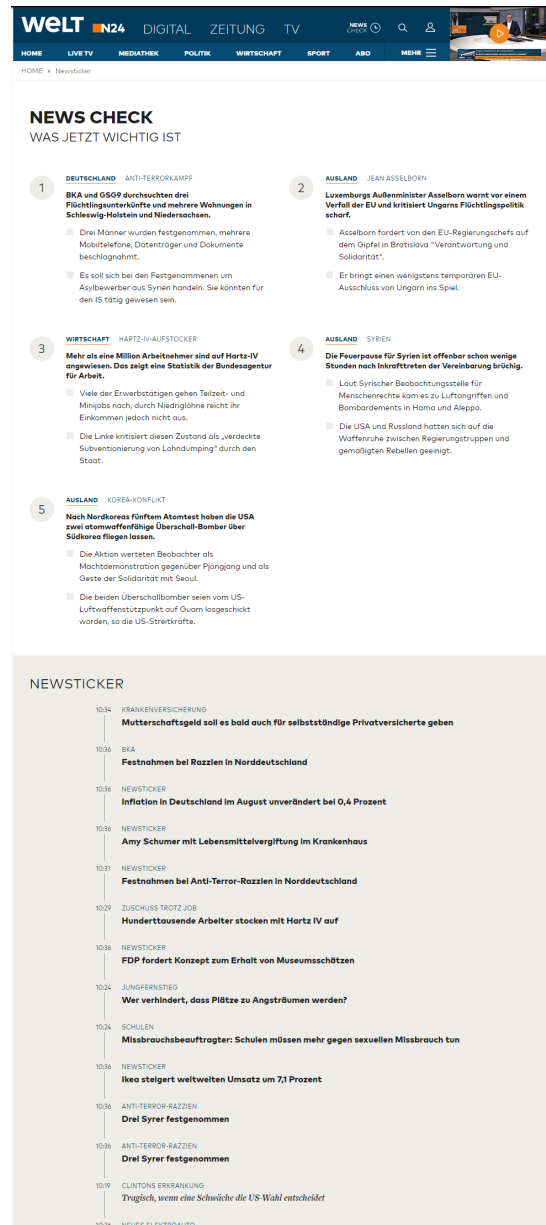 WELT N24 DIGITAL ZEITUNG TV NEWS CHECK
HOME LIVE TV MEDIATHEK POLITIK WIRTSCHAFT SPORT ABO MEHR
HOME » Newsticker
NEWS CHECK
WAS JETZT WICHTIG IST
1
DEUTSCHLAND ANTI-TERRORKAMPF
BKA und GSG9 durchsuchten drei
Flüchtlingsunterkünfte und mehrere Wohnungen in
Schleswig-Holstein und Niedersachsen.
Drei Männer wurden festgenommen, mehrere
Mobiltelefone, Datenträger und Dokumente
beschlagnahmt.
Es soll sich bei den Festgenommenen um
Asylbewerber aus Syrien handeln. Sie könnten für
den IS tätig gewesen sein.
2
AUSLAND JEAN ASSELBORN
Luxemburgs Außenminister Asselborn warnt vor einem
Verfall der EU und kritisiert Ungarns Flüchtlingspolitik
scharf.
Asselborn fordert von den EU-Regierungschefs auf
dem Gipfel in Bratislava "Verantwortung und
Solidarität".
Er bringt einen wenigstens temporären EU-
Ausschluss von Ungarn ins Spiel.
3
WIRTSCHAFT HARTZ-IV-AUFSTOCKER
Mehr als eine Million Arbeitnehmer sind auf Hartz-IV
angewiesen. Das zeigt eine Statistik der Bundesagentur
für Arbeit.
Viele der Erwerbstätigen gehen Teilzeit- und
Minijobs nach, durch Niedriglöhne reicht ihr
Einkommen jedoch nicht aus.
Die Linke kritisiert diesen Zustand als „verdeckte
Subventionierung von Lohndumping" durch den
Staat.
4
AUSLAND SYRIEN
Die Feuerpause für Syrien ist offenbar schon wenige
Stunden nach Inkrafttreten der Vereinbarung brüchig.
Laut Syrischer Beobachtungsstelle für
Menschenrechte kam es zu Luftangriffen und
Bombardements in Hama und Aleppo.
Die USA und Russland hatten sich auf die
Waffenruhe zwischen Regierungstruppen und
gemäßigten Rebellen geeinigt.
5
AUSLAND KOREA-KONFLIKT
Nach Nordkoreas fünftem Atomtest haben die USA
zwei atomwaffenfähige Überschall-Bomber über
Südkorea fliegen lassen.
Die Aktion werteten Beobachter als
Machtdemonstration gegenüber Pjöngjang und als
Geste der Solidarität mit Seoul.
Die beiden Überschallbomber seien vom US-
Luftwaffenstützpunkt auf Guam losgeschickt
worden, so die US-Streitkräfte.
NEWSTICKER
10:34 KRANKENVERSICHERUNG
Mutterschaftsgeld soll es bald auch für selbstständige Privatversicherte geben
10:36 BKA
Festnahmen bei Razzien in Norddeutschland
10:36 NEWSTICKER
Inflation in Deutschland im August unverändert bei 0,4 Prozent
10:36 NEWSTICKER
Amy Schumer mit Lebensmittelvergiftung im Krankenhaus
10:31 NEWSTICKER
Festnahmen bei Anti-Terror-Razzien in Norddeutschland
10:29 ZUSCHUSS TROTZ JOB
Hunderttausende Arbeiter stocken mit Hartz IV auf
10:36 NEWSTICKER
FDP fordert Konzept zum Erhalt von Museumsschätzen
10:24 JUNGFERNSTIEG
Wer verhindert, dass Plätze zu Angsträumen werden?
10:24 SCHULEN
Missbrauchsbeauftragter: Schulen müssen mehr gegen sexuellen Missbrauch tun
10:36 NEWSTICKER
Ikea steigert weltweiten Umsatz um 7,1 Prozent
10:36 ANTI-TERROR-RAZZIEN
Drei Syrer festgenommen
10:36 ANTI-TERROR-RAZZIEN
Drei Syrer festgenommen
10:19 CLINTONS ERKRANKUNG
Tragisch, wenn eine Schwäche die US-Wahl entscheidet
10:36 NEUES ELEKTROAUTO